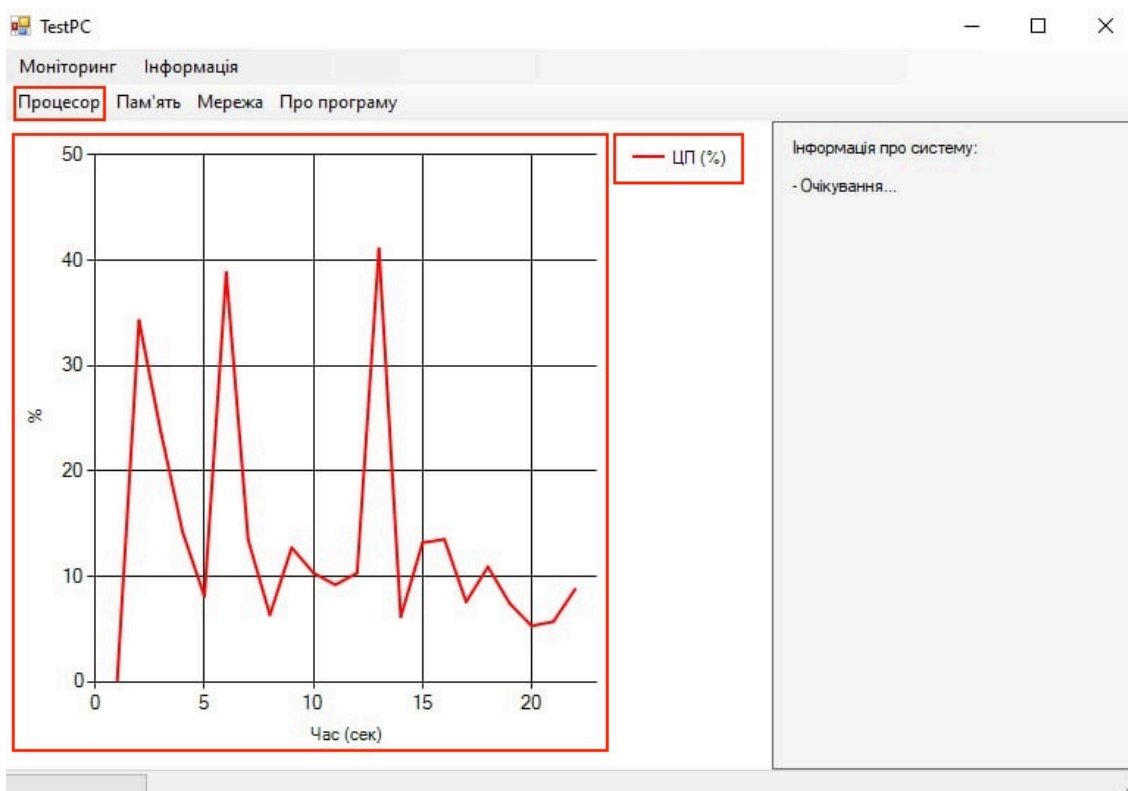 TestPC
Моніторинг Інформація
Процесор Пам'ять Мережа Про програму
50
40
30
20
10
0
%
0 5 10 15 20
Час (сек)
ЦП (%)
Інформація про систему:
- Очікування...